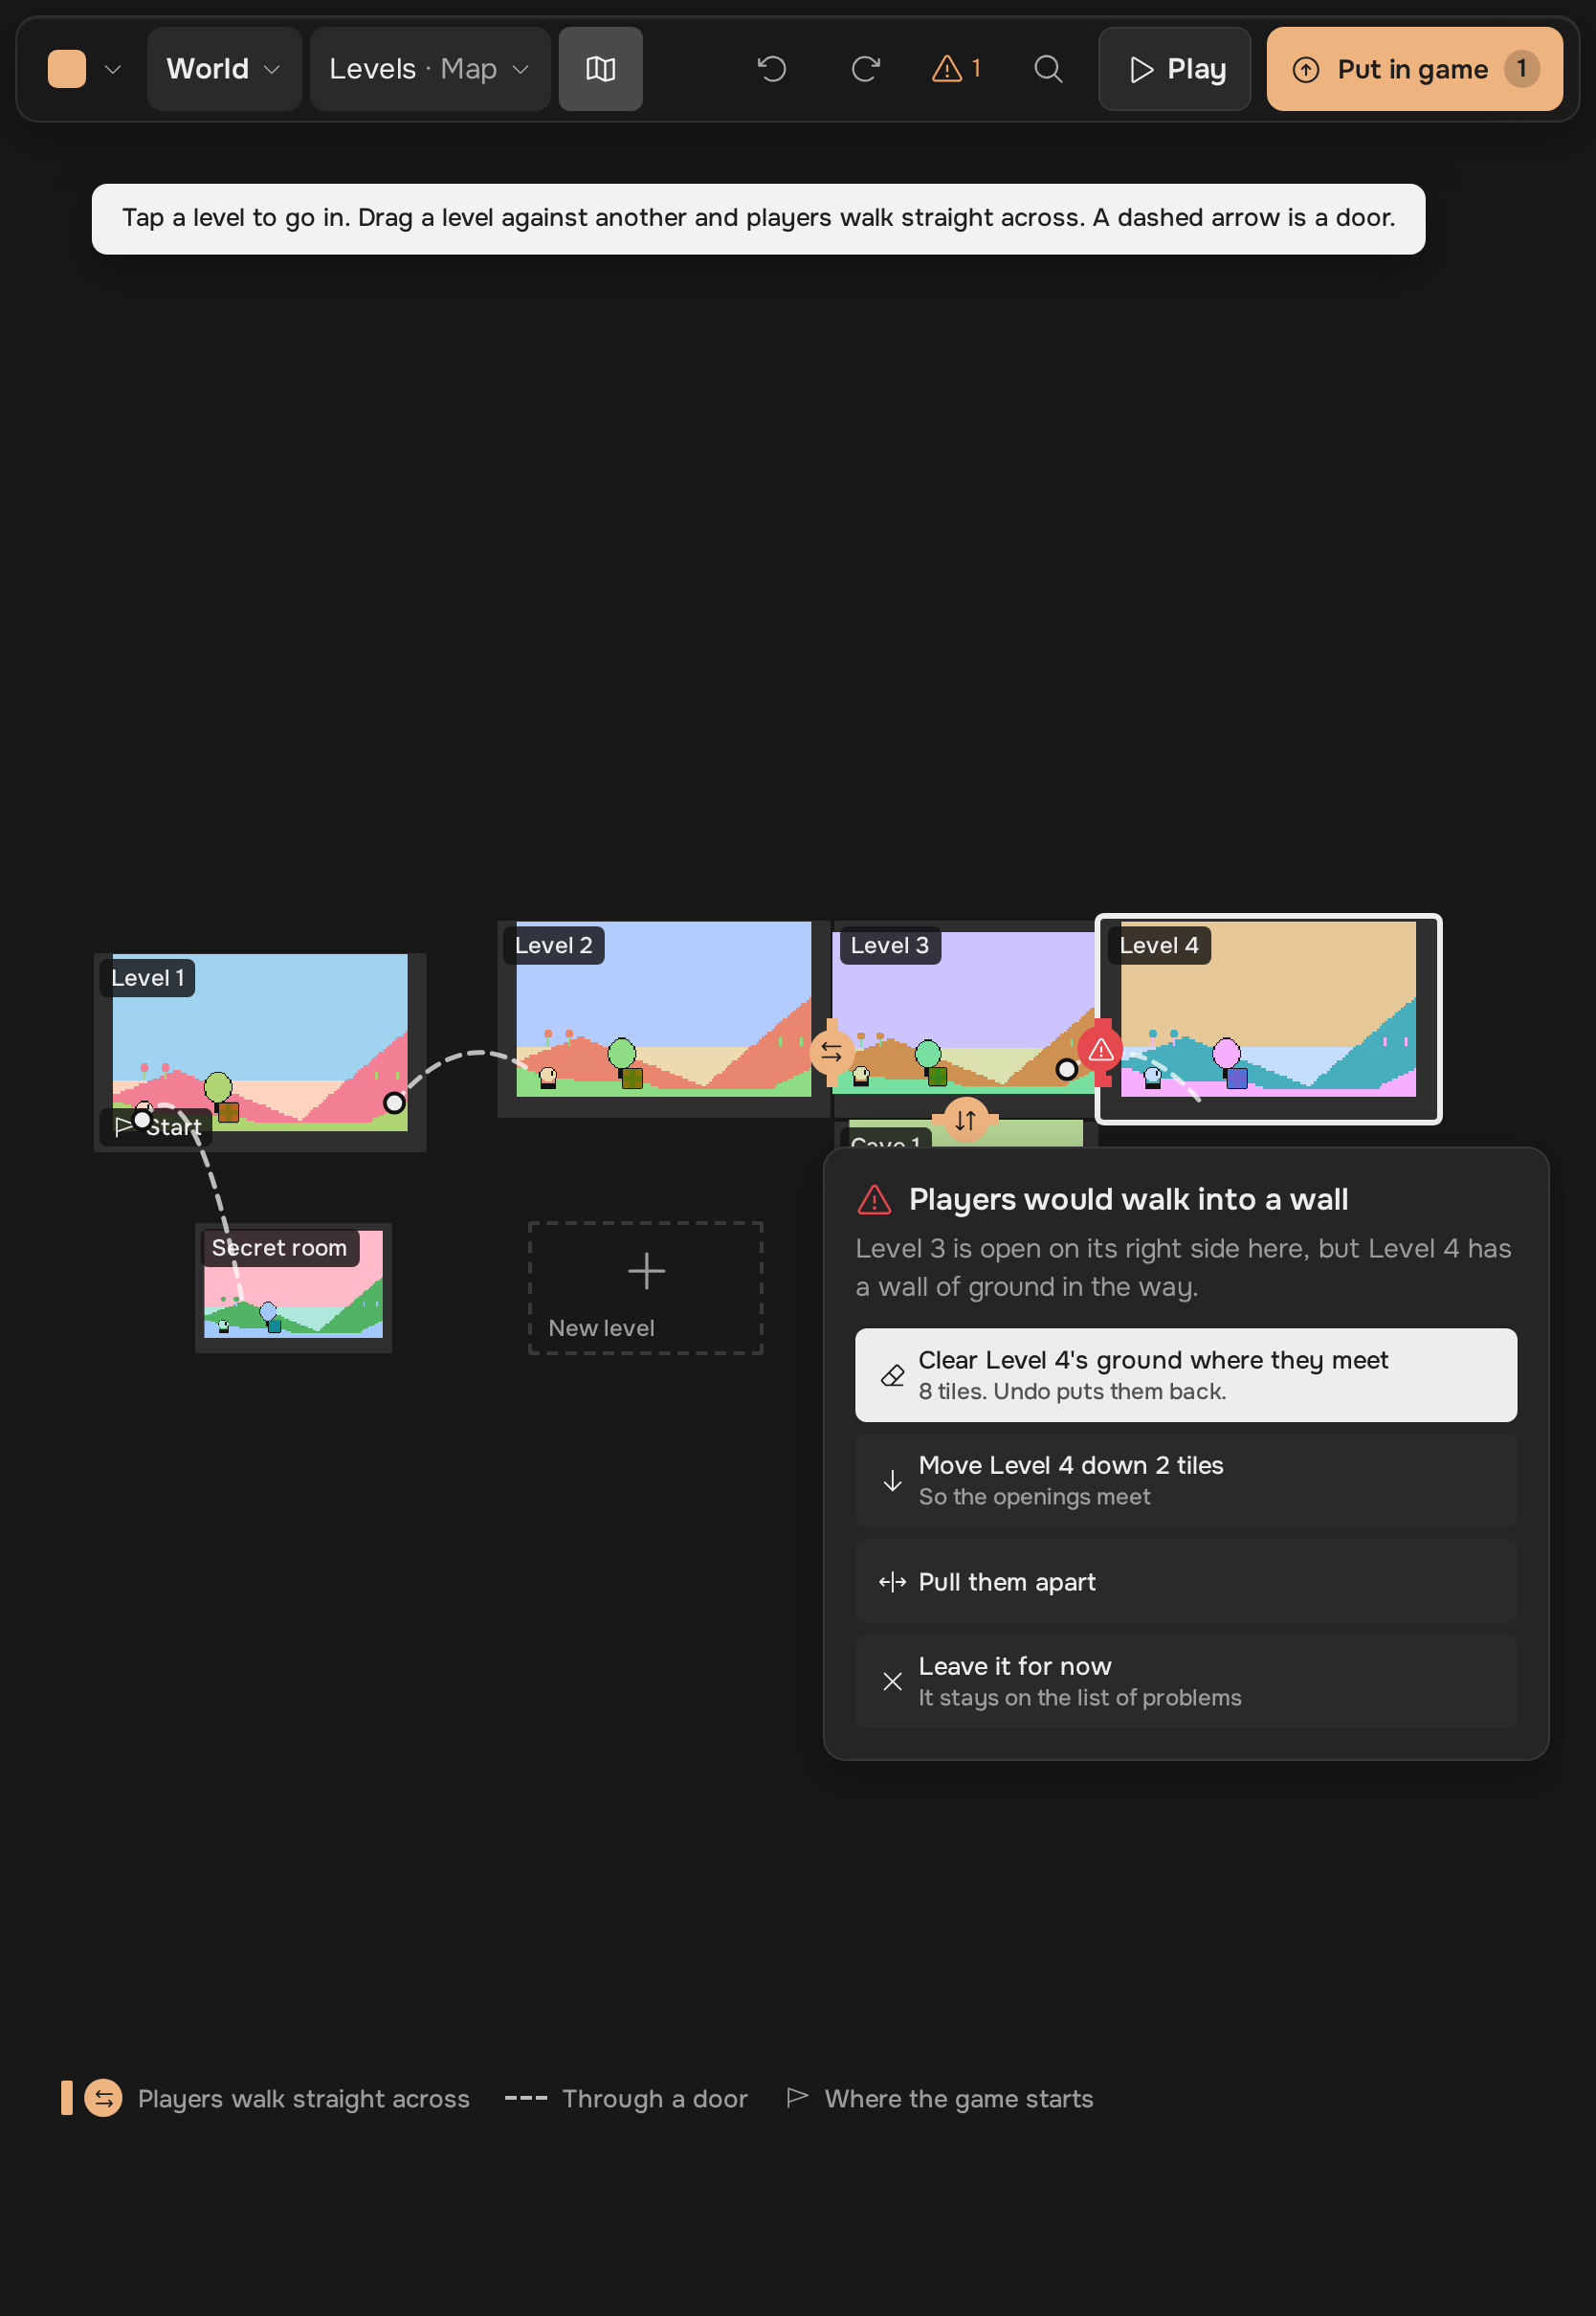 World
Levels · Map
1
Play
Put in game 1
Tap a level to go in. Drag a level against another and players walk straight across. A dashed arrow is a door.
Level 1
Level 2
Level 3
Level 4
Start
Cave 1
Secret room
New level
Players would walk into a wall
Level 3 is open on its right side here, but Level 4 has
a wall of ground in the way.
Clear Level 4's ground where they meet
8 tiles. Undo puts them back.
Move Level 4 down 2 tiles
So the openings meet
Pull them apart
Leave it for now
It stays on the list of problems
Players walk straight across
Through a door
Where the game starts